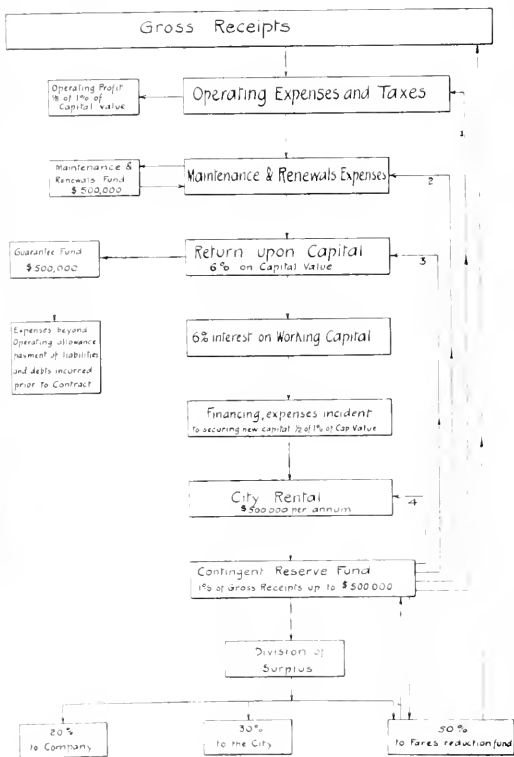 Gross Receipts
Operating Profit
of 1% of
Capital value
Operating Expenses and Taxes
1
Maintenance &
Renewals Fund
$500,000
Maintenance & Renewals Expenses
2
Guarantee Fund
$500,000
Return upon Capital
6% on Capital Value
3
Expenses beyond
Operating allowance
payment of liabilities
and debts incurred
prior to Contract
6% interest on Working Capital
Financing, expenses incident
to securing new capital ½ of 1% of Cap. Value
City Rental
$500,000 per annum
4
Contingent Reserve Fund
1% of Gross Receipts up to $500,000
Division of
Surplus
20%
to Company
30%
to the City
50%
to Fares reduction fund